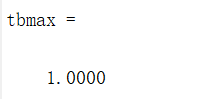 tbmax =
1.0000